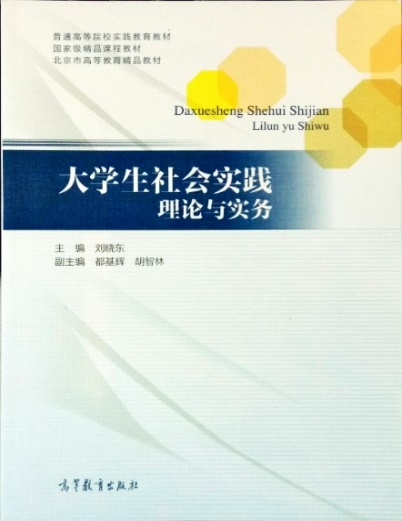 普通高等院校实践教育教材
国家级精品课程教材
北京市高等教育精品教材
Daxuesheng Shehui Shijian
Lilun yu Shiwu
大学生社会实践
理论与实务
主 编 刘晓东
副主编 都基辉 胡智林
高等教育出版社